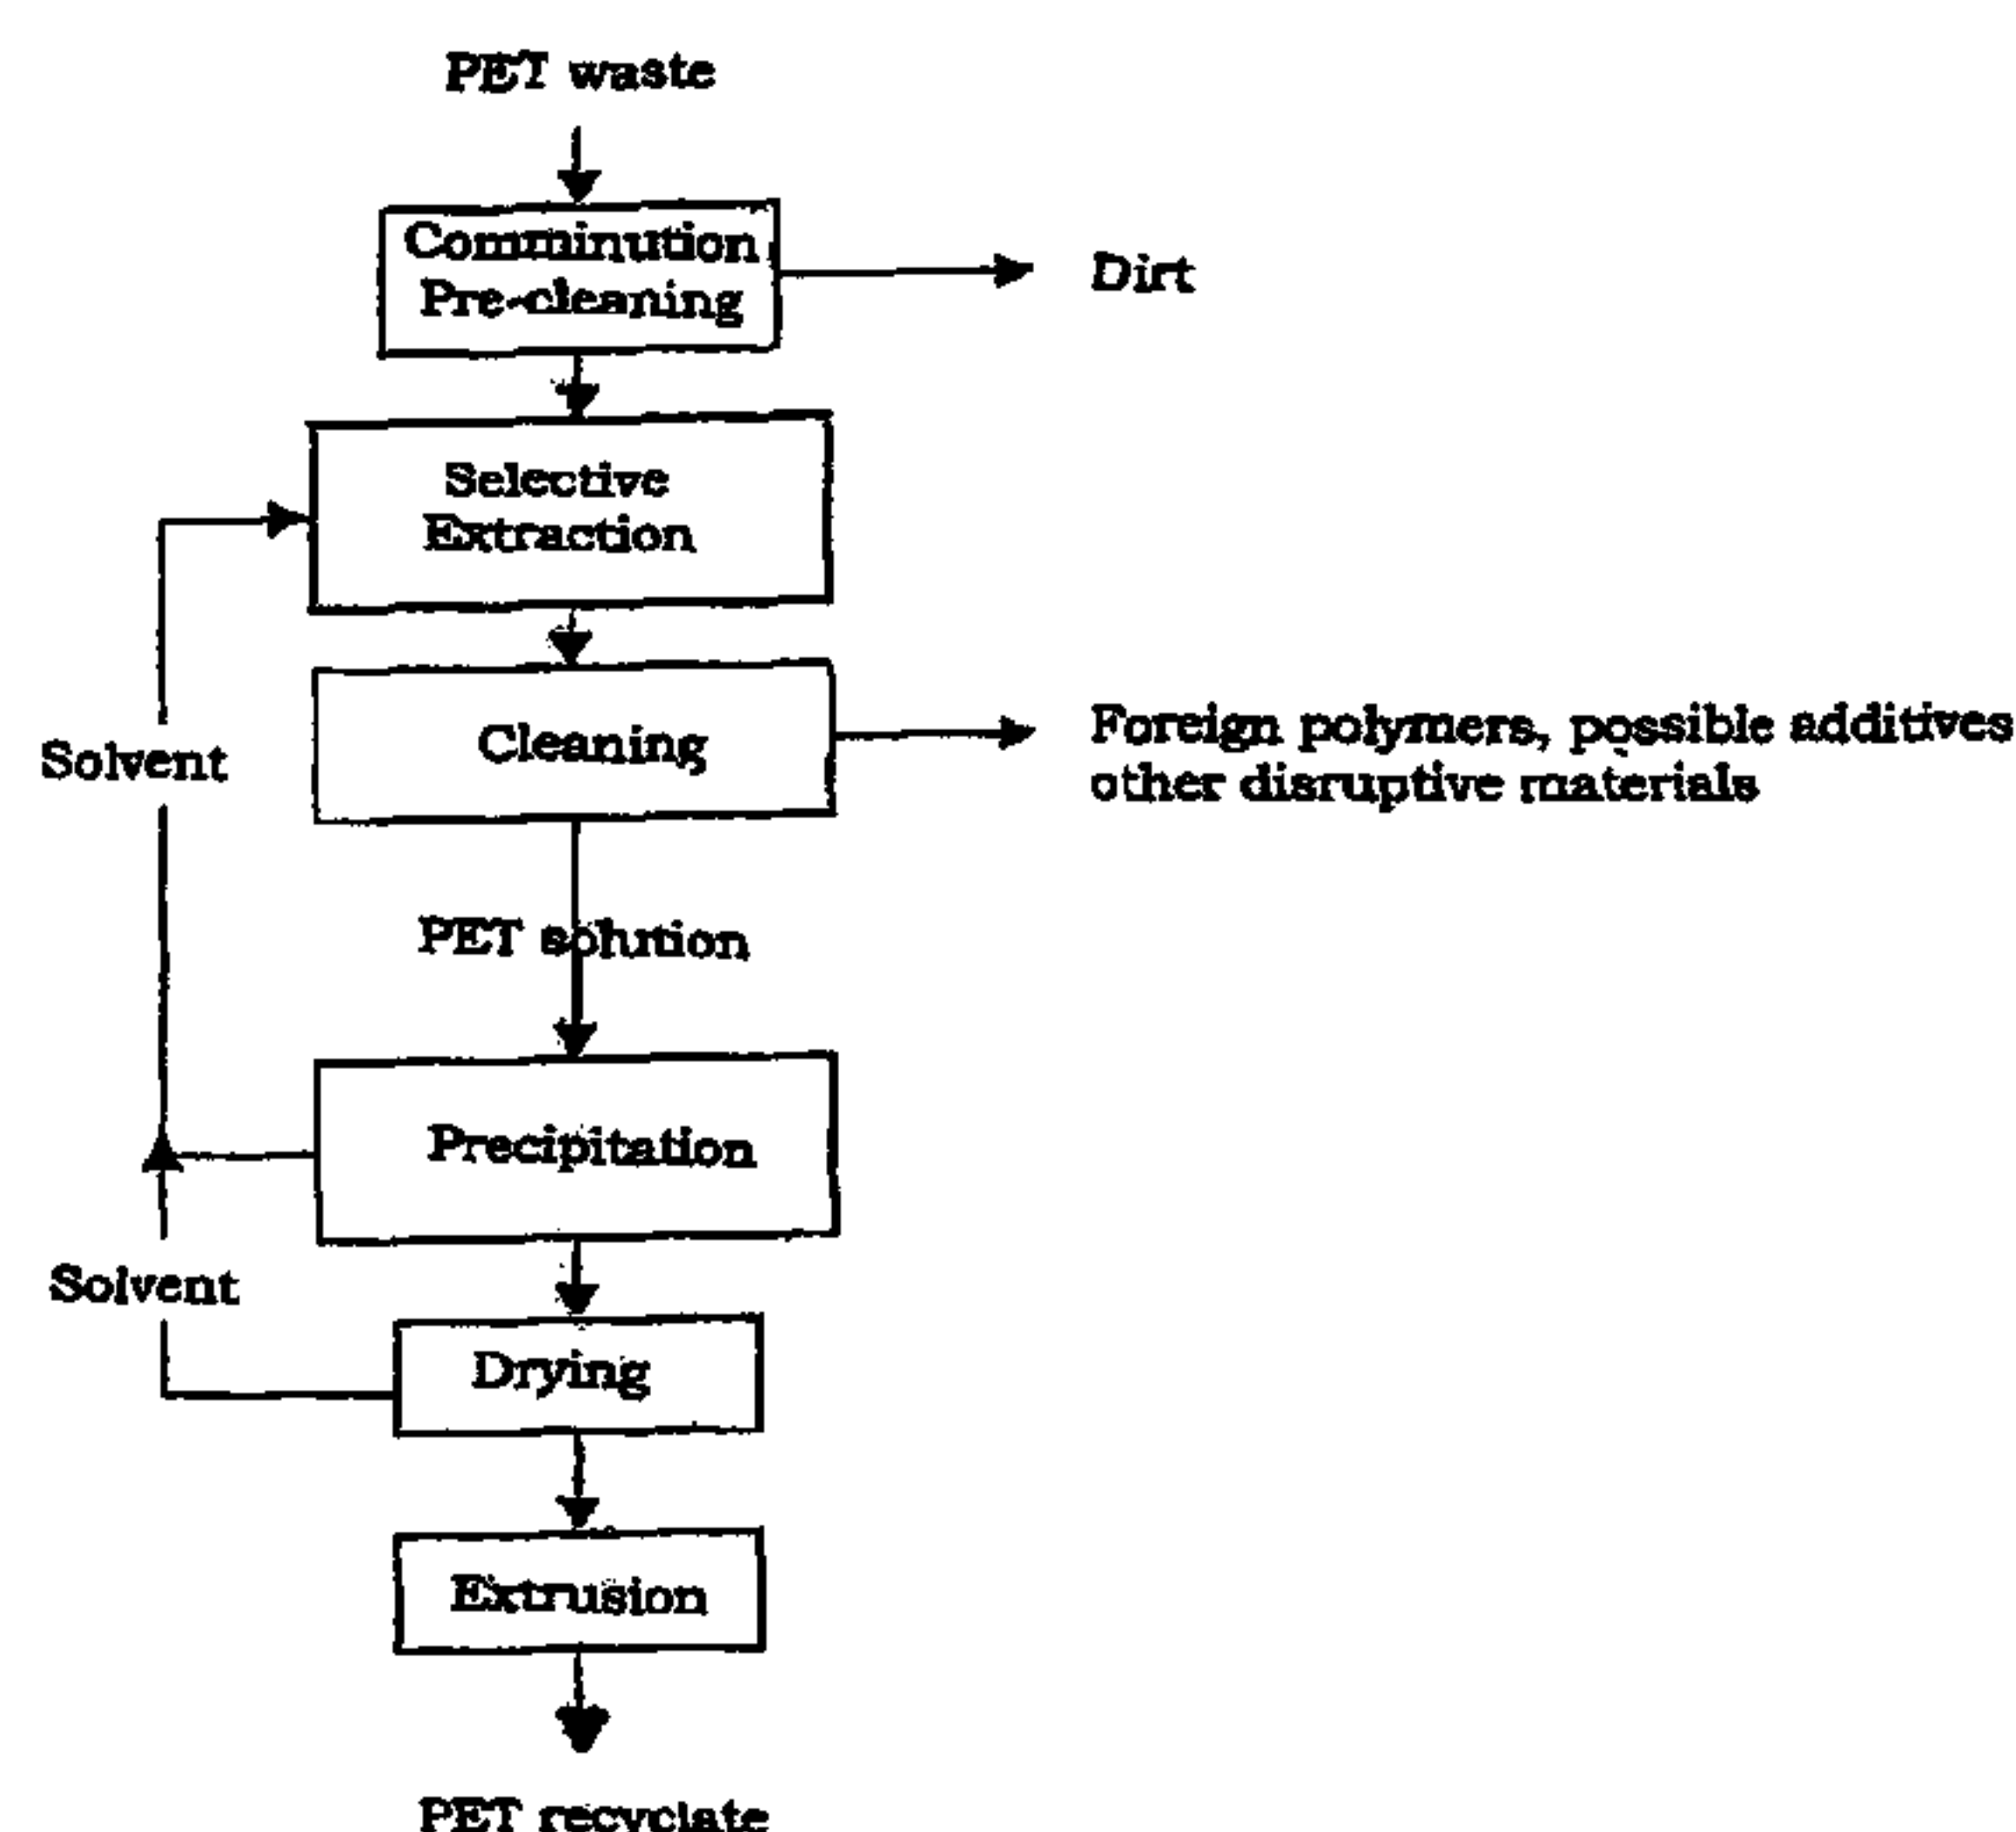 PET waste
Comminution
Pre-cleaning
Dirt
Selective
Extraction
Cleaning
Foreign polymers, possible additives
other disruptive materials
Solvent
PET solution
Precipitation
Solvent
Drying
Extrusion
PET recyclate